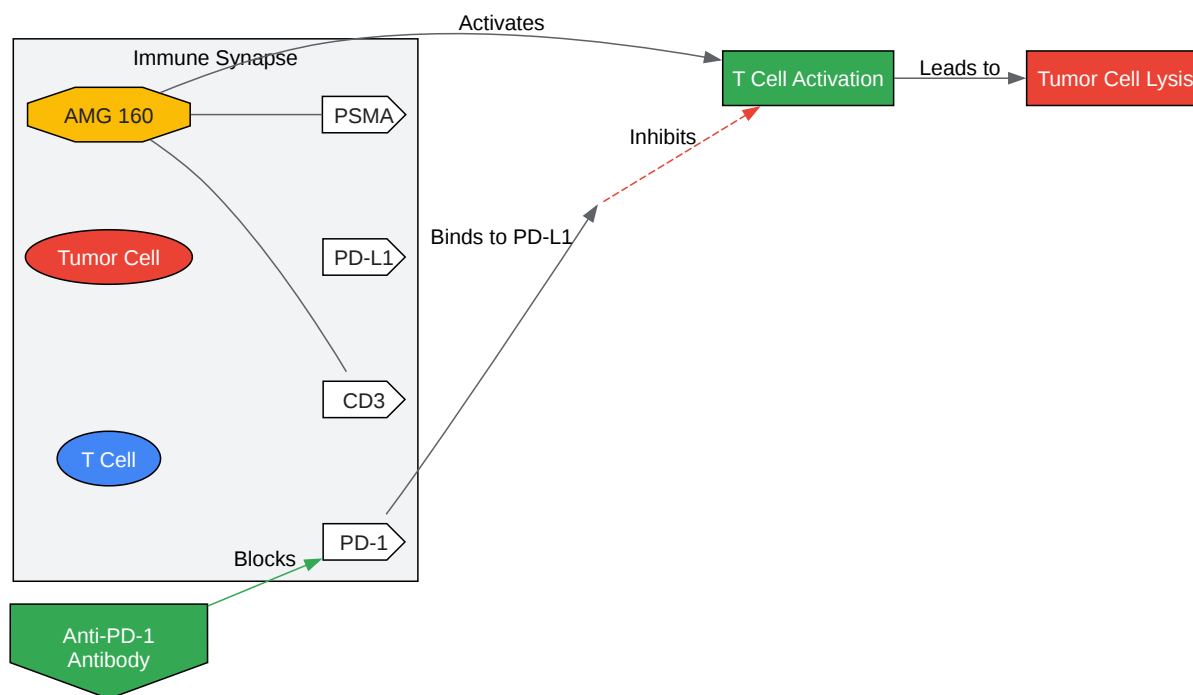 Activates
Immune Synapse
T Cell Activation
Leads to
Tumor Cell Lysis
AMG 160
PSMA
Inhibits
Binds to PD-L1
Tumor Cell
PD-L1
CD3
T Cell
PD-1
Blocks
Anti-PD-1
Antibody